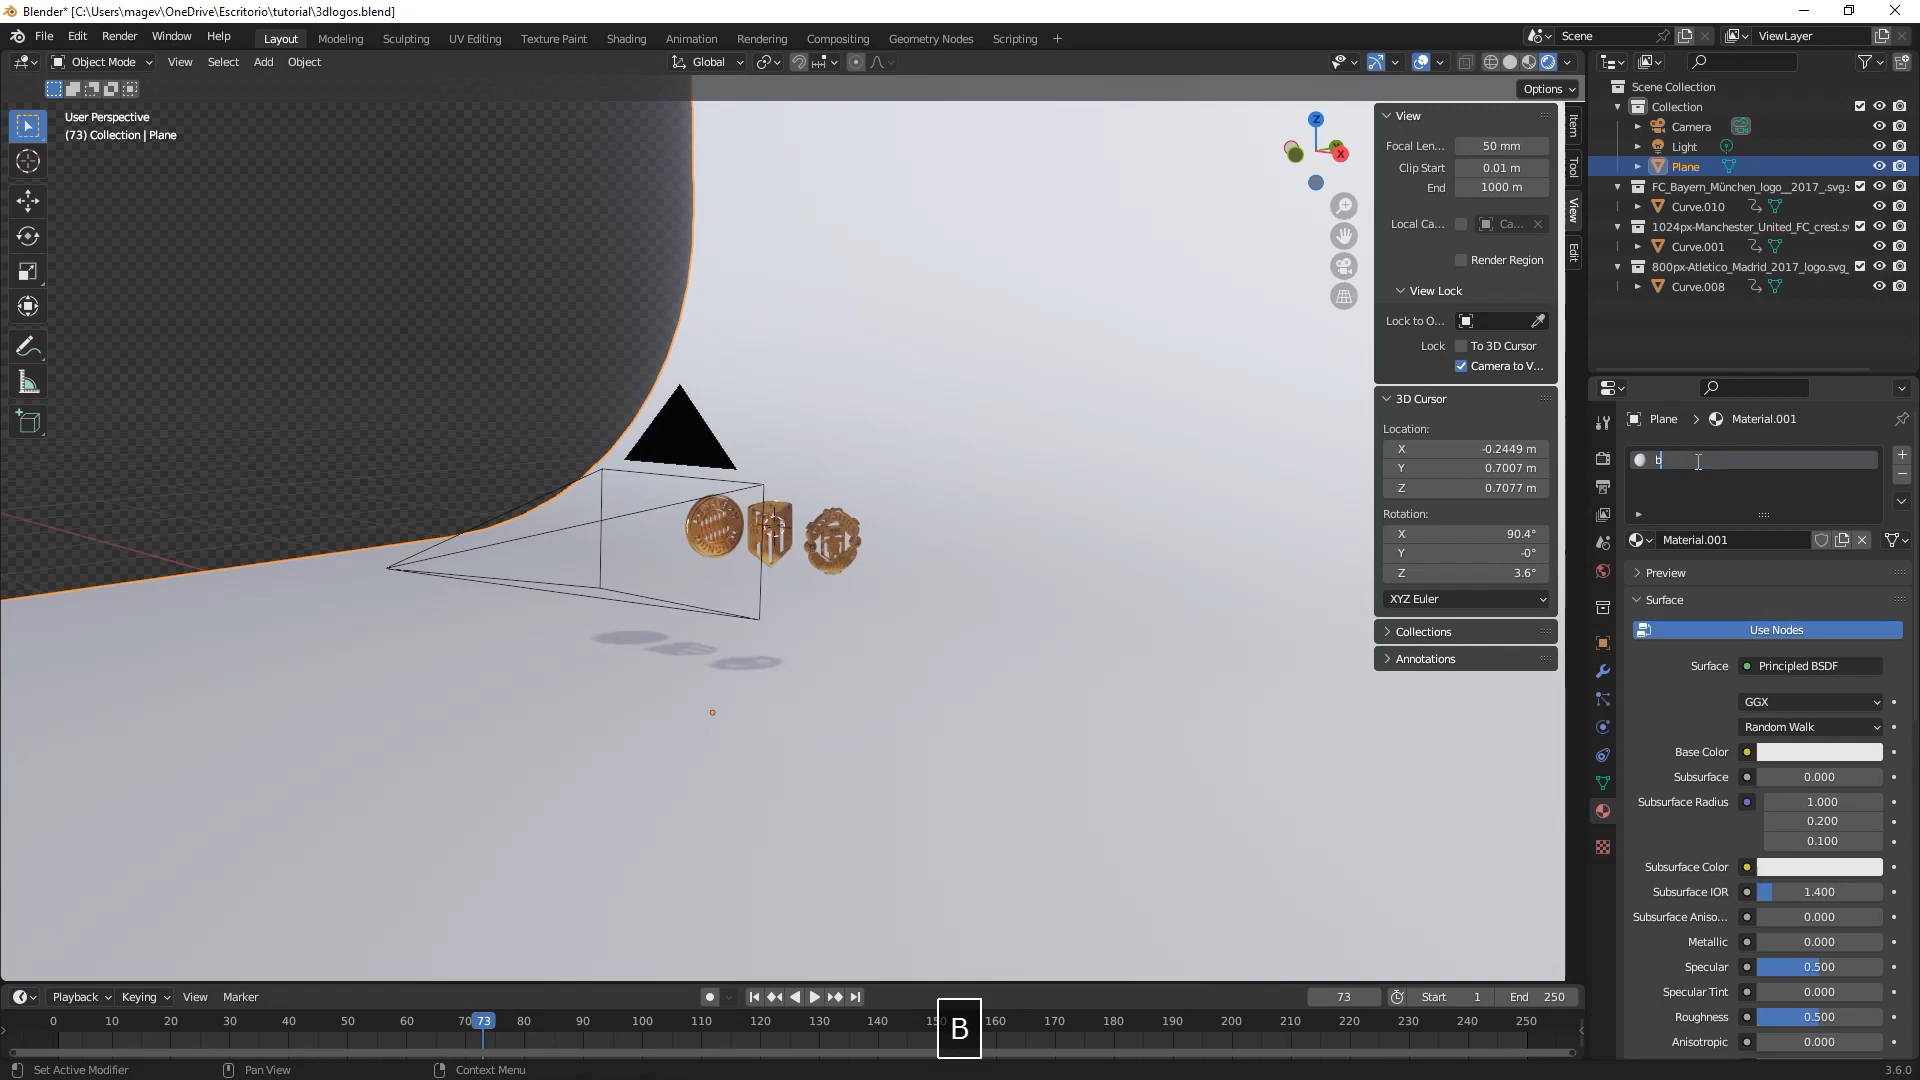 Blender* [C:\Users\magev\OneDrive\Escritorio\tutorial\3dlogos.blend]
File Edit Render Window Help Layout Modeling Sculpting UV Editing Texture Paint Shading Animation Rendering Compositing Geometry Nodes Scripting + Scene ViewLayer
Object Mode View Select Add Object Global
Options
User Perspective
(73) Collection | Plane
Z
X
Y
View
Focal Len... 50 mm
Clip Start 0.01 m
End 1000 m
Local Ca... Ca...
Render Region
View Lock
Lock to O...
Lock To 3D Cursor
Camera to V...
3D Cursor
Location:
X -0.2449 m
Y 0.7007 m
Z 0.7077 m
Rotation:
X 90.4°
Y -0°
Z 3.6°
XYZ Euler
Collections
Annotations
Item
Tool
View
Edit
Scene Collection
Collection
Camera
Light
Plane
FC_Bayern_München_logo__2017_.svg.s
Curve.010
1024px-Manchester_United_FC_crest.sv
Curve.001
800px-Atletico_Madrid_2017_logo.svg_
Curve.008
Plane Material.001
b
Material.001
Preview
Surface
Use Nodes
Surface Principled BSDF
GGX
Random Walk
Base Color
Subsurface 0.000
Subsurface Radius 1.000
0.200
0.100
Subsurface Color
Subsurface IOR 1.400
Subsurface Aniso... 0.000
Metallic 0.000
Specular 0.500
Specular Tint 0.000
Roughness 0.500
Anisotropic 0.000
Playback Keying View Marker 73 Start 1 End 250
0 10 20 30 40 50 60 70 73 80 90 100 110 120 130 140 160 170 180 190 200 210 220 230 240 250
B
Set Active Modifier Pan View Context Menu 3.6.0